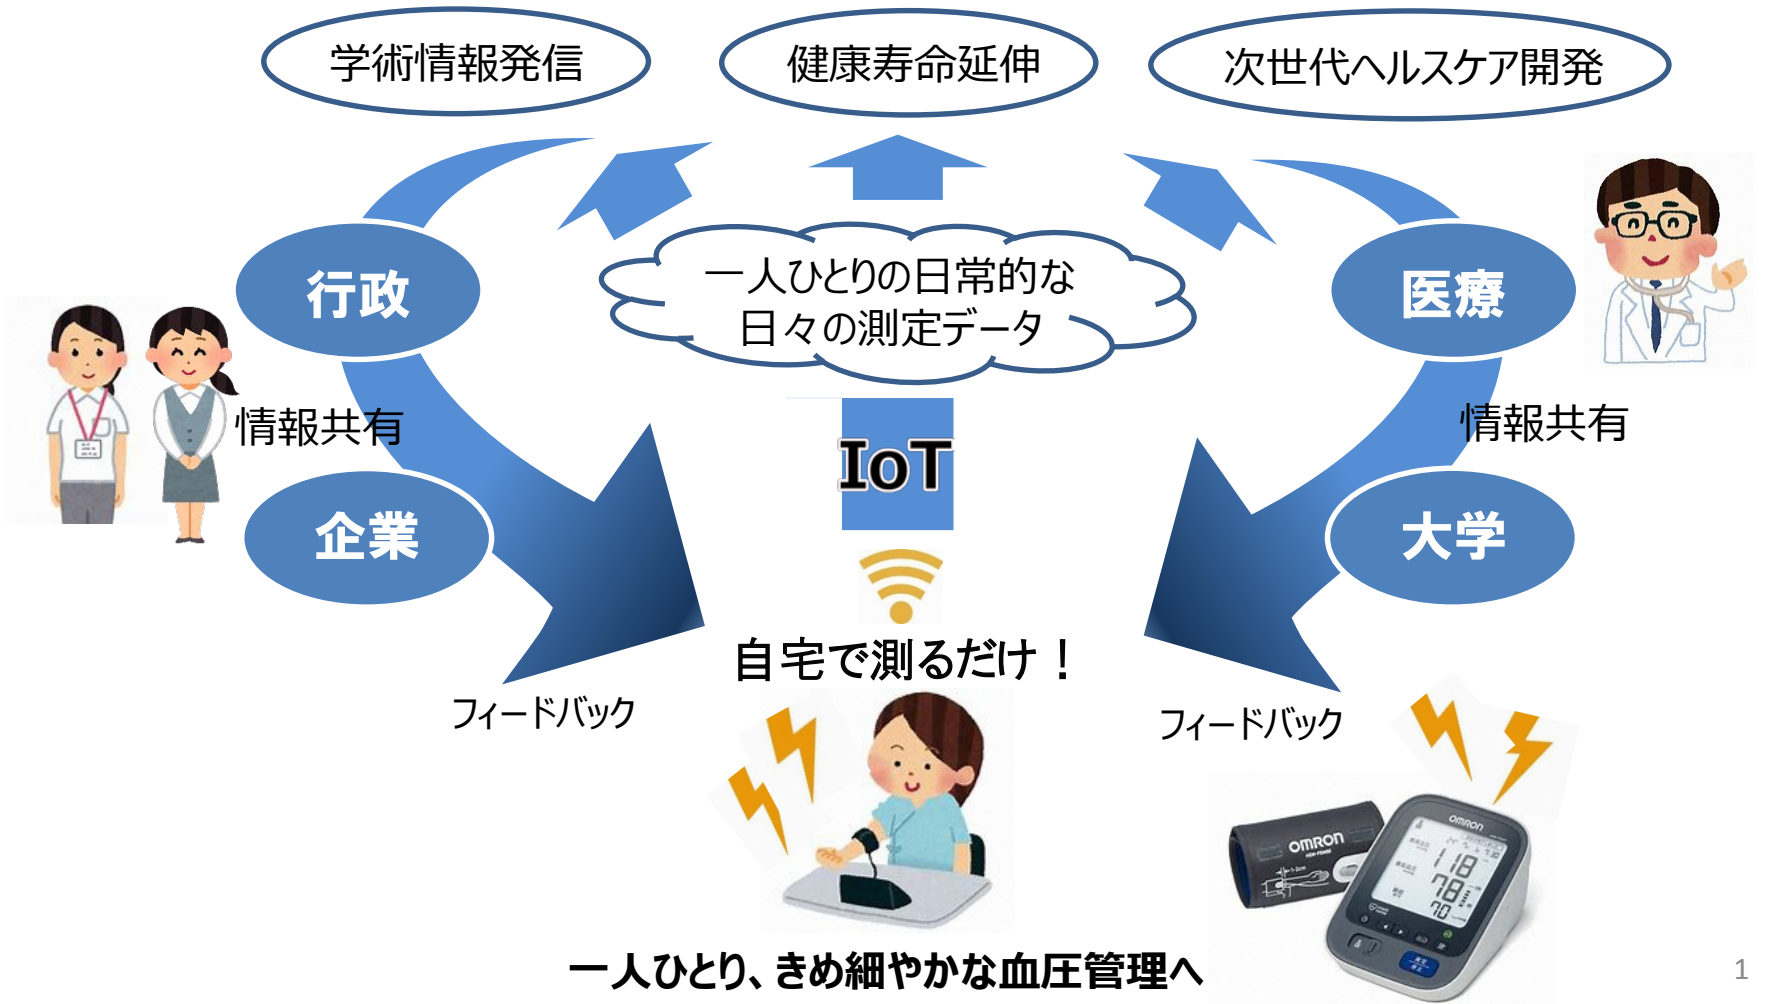 学術情報発信
健康寿命延伸
次世代ヘルスケア開発
一人ひとりの日常的な
日々の測定データ
行政
医療
情報共有
情報共有
IoT
企業
大学
自宅で測るだけ！
フィードバック
フィードバック
OMRON
OMRON
118
78
70
一人ひとり、きめ細やかな血圧管理へ
1